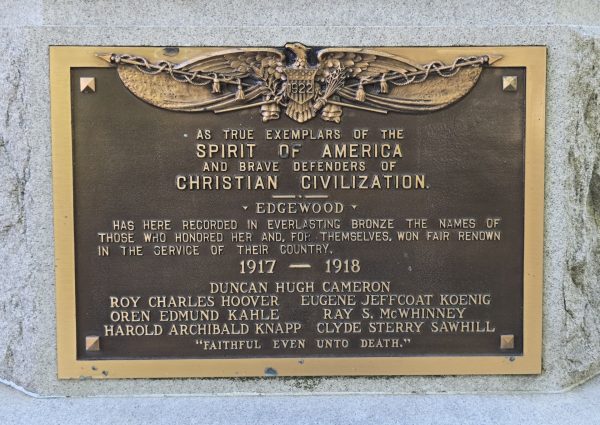 1922
AS TRUE EXEMPLARS OF THE
SPIRIT OF AMERICA
AND BRAVE DEFENDERS OF
CHRISTIAN CIVILIZATION.
EDGEWOOD
HAS HERE RECORDED IN EVERLASTING BRONZE THE NAMES OF
THOSE WHO HONORED HER AND, FOR THEMSELVES, WON FAIR RENOWN
IN THE SERVICE OF THEIR COUNTRY.
1917 — 1918
DUNCAN HUGH CAMERON
ROY CHARLES HOOVER EUGENE JEFFCOAT KOENIG
OREN EDMUND KAHLE RAY S. McWHINNEY
HAROLD ARCHIBALD KNAPP CLYDE STERRY SAWHILL
"FAITHFUL EVEN UNTO DEATH."